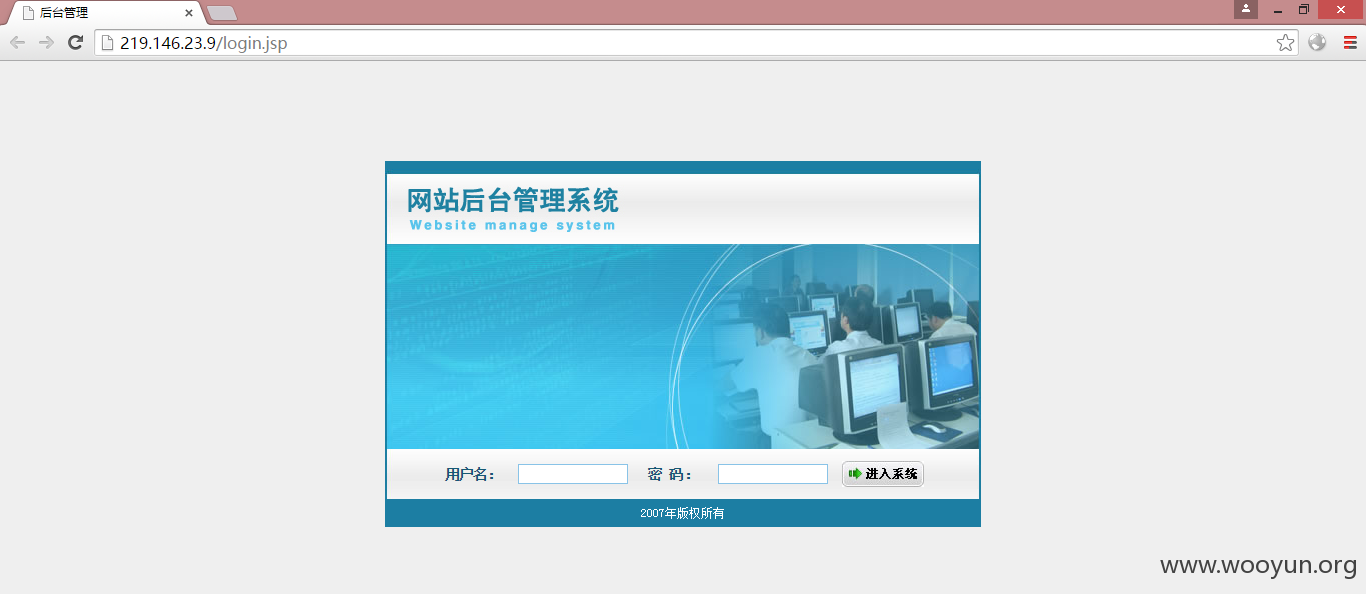 后台管理
219.146.23.9/login.jsp
网站后台管理系统
Website manage system
用户名： 密 码： 进入系统
2007年版权所有
www.wooyun.org